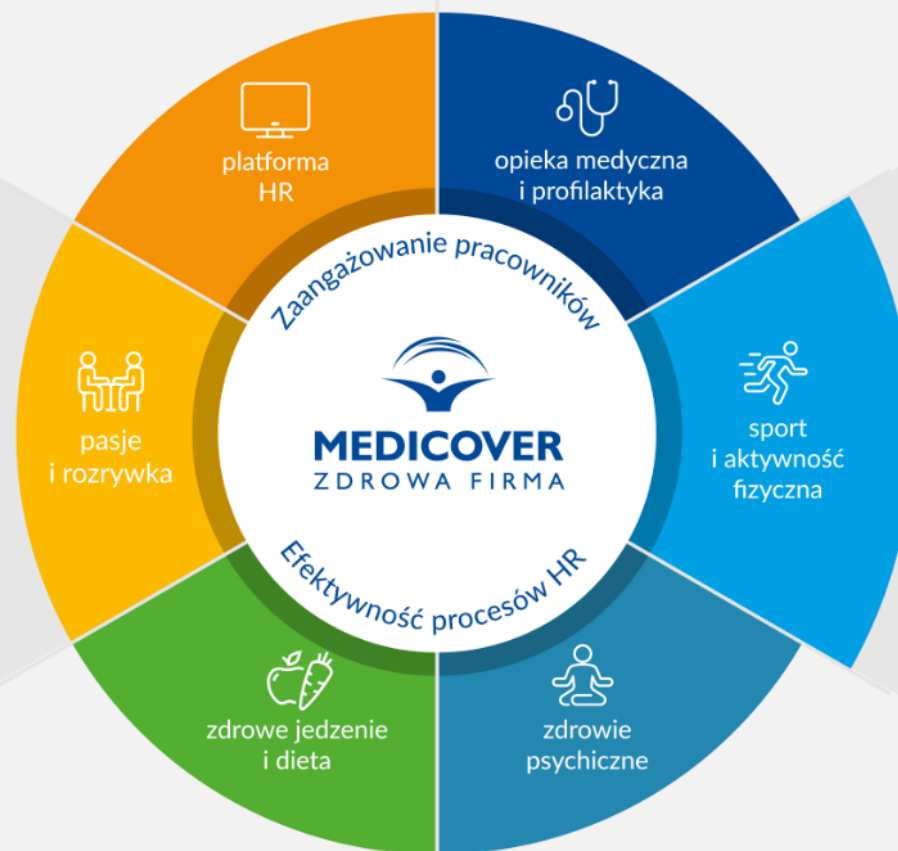 platforma
HR
opieka medyczna
i profilaktyka
Zaangażowanie pracowników
pasje
i rozrywka
MEDICOVER
ZDROWA FIRMA
sport
i aktywność
fizyczna
Efektywność procesów HR
zdrowe jedzenie
i dieta
zdrowie
psychiczne